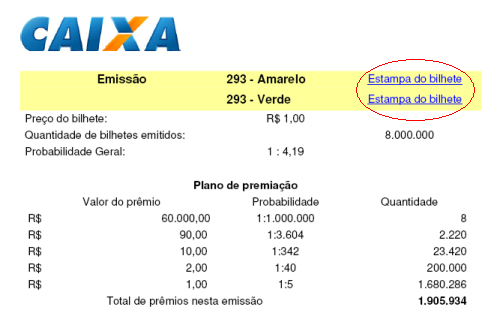 CAIXA
Emissão 293 - Amarelo Estampa do bilhete
293 - Verde Estampa do bilhete
Preço do bilhete: R$ 1,00
Quantidade de bilhetes emitidos: 8.000.000
Probabilidade Geral: 1 : 4,19
Plano de premiação
Valor do prêmio Probabilidade Quantidade
R$ 60.000,00 1:1.000.000 8
R$ 90,00 1:3.604 2.220
R$ 10,00 1:342 23.420
R$ 2,00 1:40 200.000
R$ 1,00 1:5 1.680.286
Total de prêmios nesta emissão 1.905.934